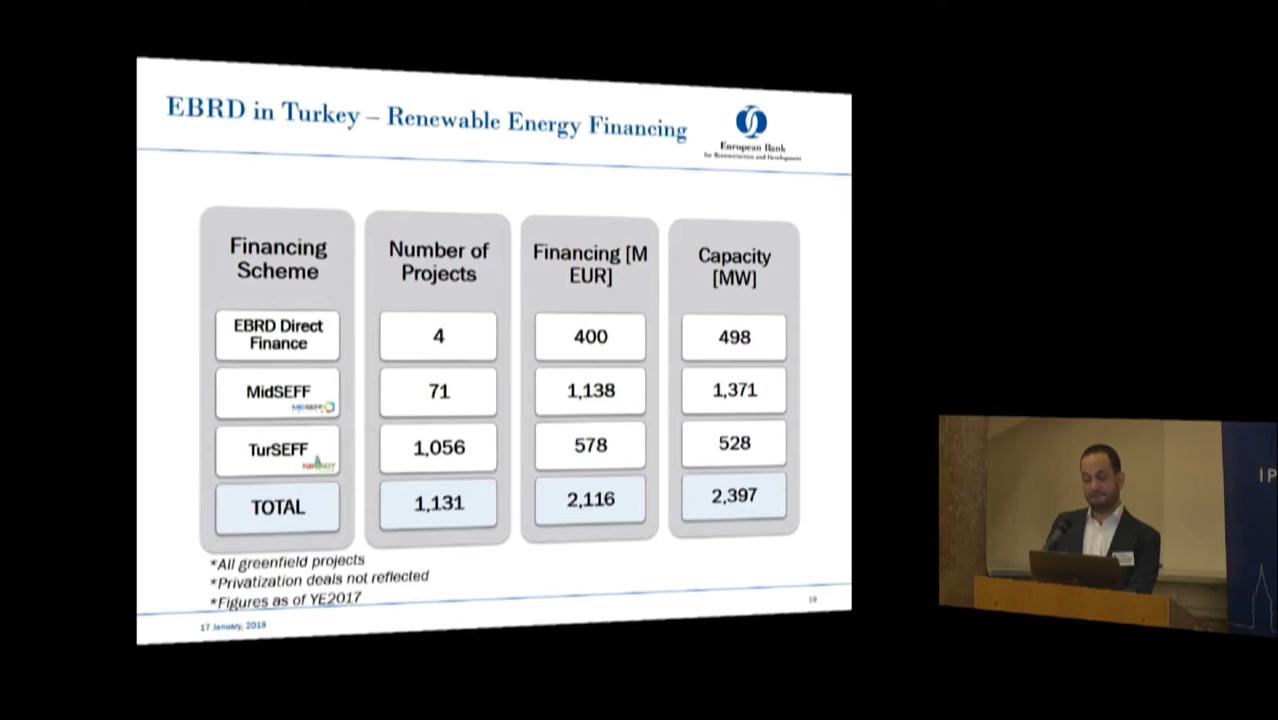 EBRD in Turkey – Renewable Energy Financing
European Bank
for Reconstruction and Development
Financing
Scheme
Number of
Projects
Financing [M
EUR]
Capacity
[MW]
EBRD Direct
Finance
4
400
498
MidSEFF
MIDSEFF
71
1,138
1,371
TurSEFF
1,056
578
528
TOTAL
1,131
2,116
2,397
*All greenfield projects
*Privatization deals not reflected
*Figures as of YE2017
17 January, 2019
19
IP